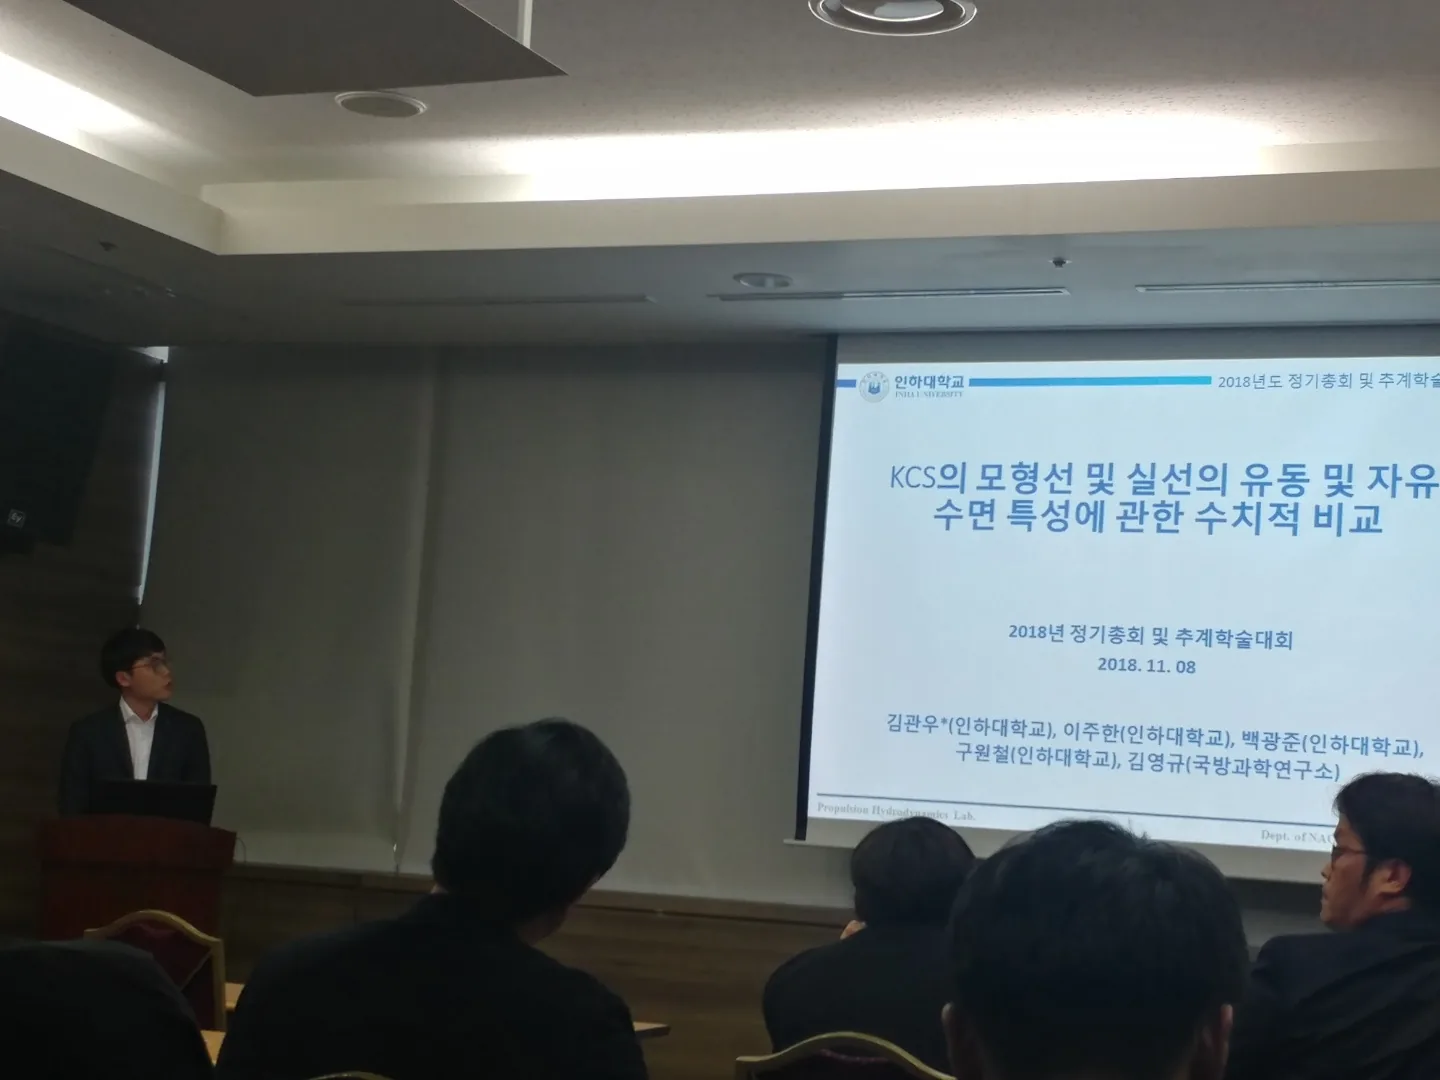 인하대학교
INHA UNIVERSITY
2018년도 정기총회 및 추계학술
KCS의 모형선 및 실선의 유동 및 자유
수면 특성에 관한 수치적 비교
2018년 정기총회 및 추계학술대회
2018. 11. 08
김관우*(인하대학교), 이주한(인하대학교), 백광준(인하대학교),
구원철(인하대학교), 김영규(국방과학연구소)
Propulsion Hydrodynamics Lab.
Dept. of NAO
EV